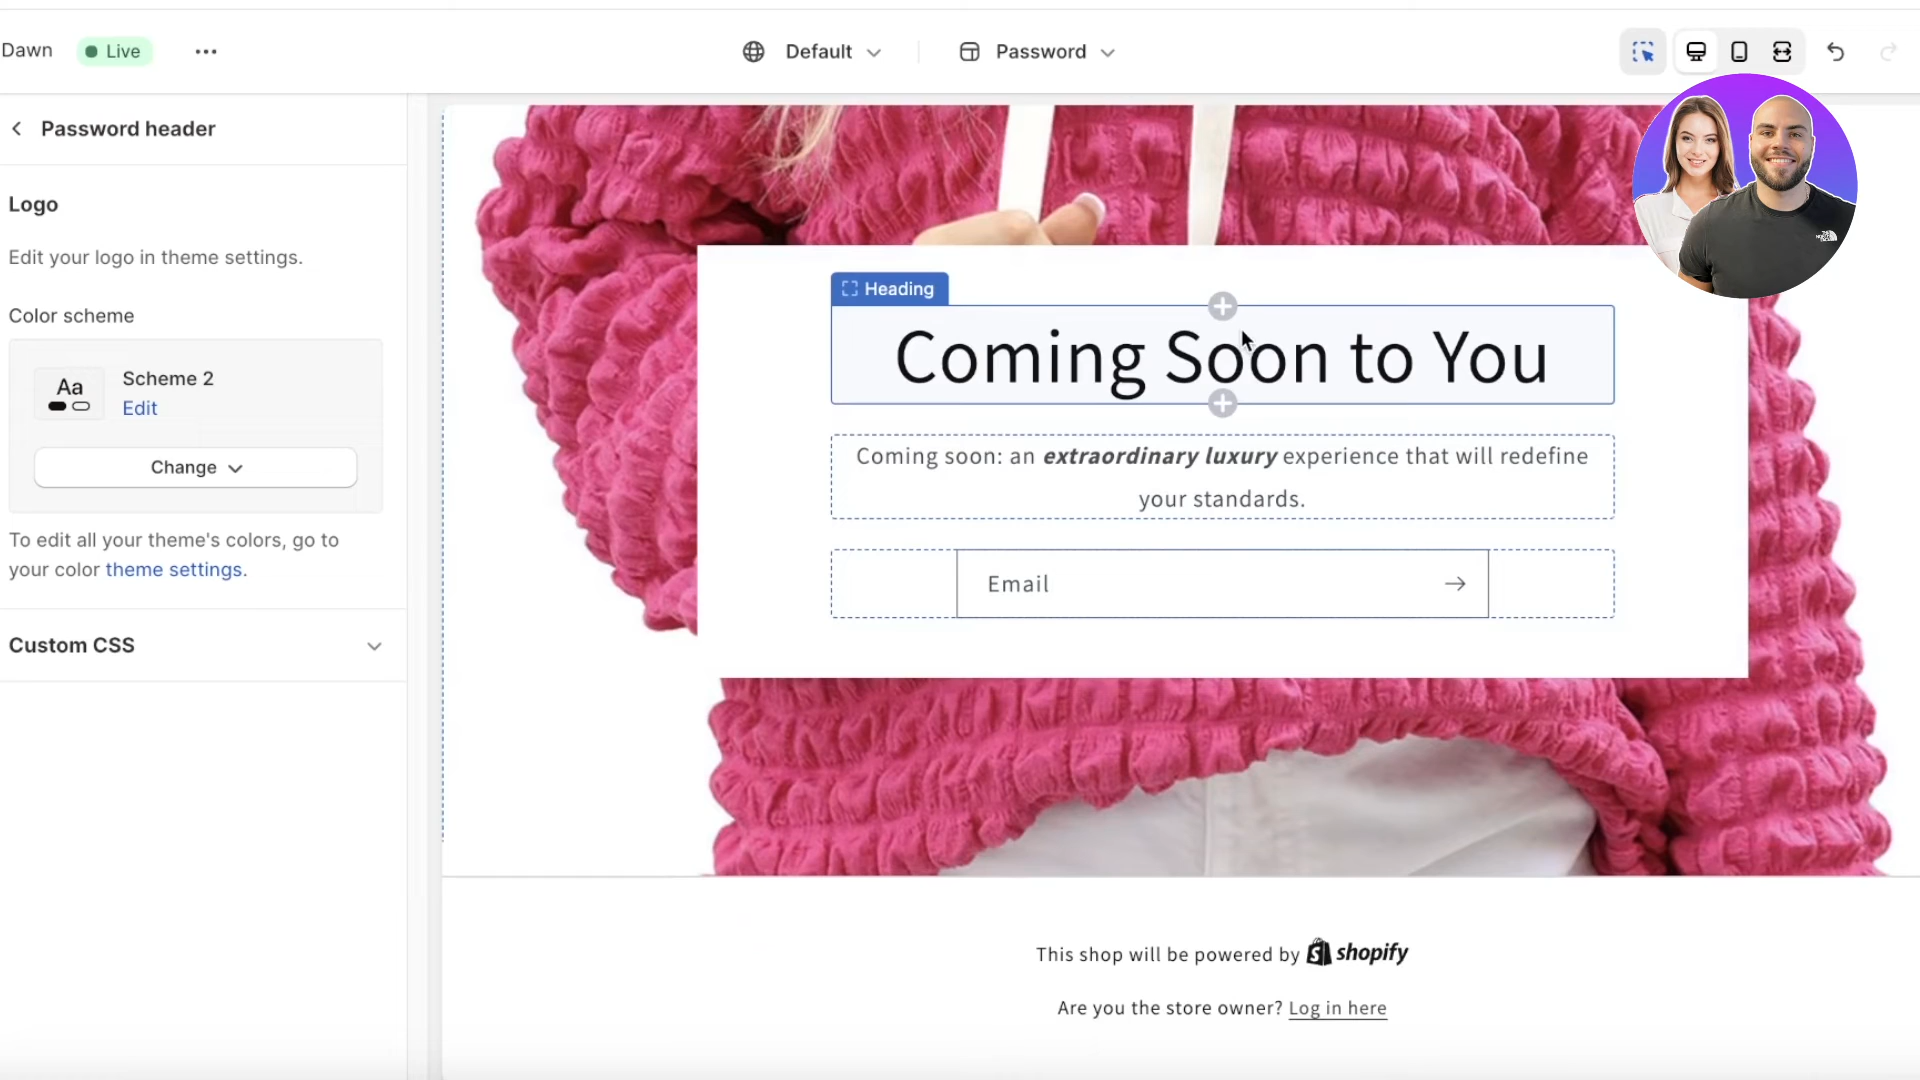 Dawn
Live
Default
Password
Password header
Logo
Edit your logo in theme settings.
Color scheme
Aa
Scheme 2
Edit
Change
To edit all your theme's colors, go to
your color theme settings.
Custom CSS
Heading
Coming Soon to You
Coming soon: an extraordinary luxury experience that will redefine
your standards.
Email
This shop will be powered by shopify
Are you the store owner? Log in here